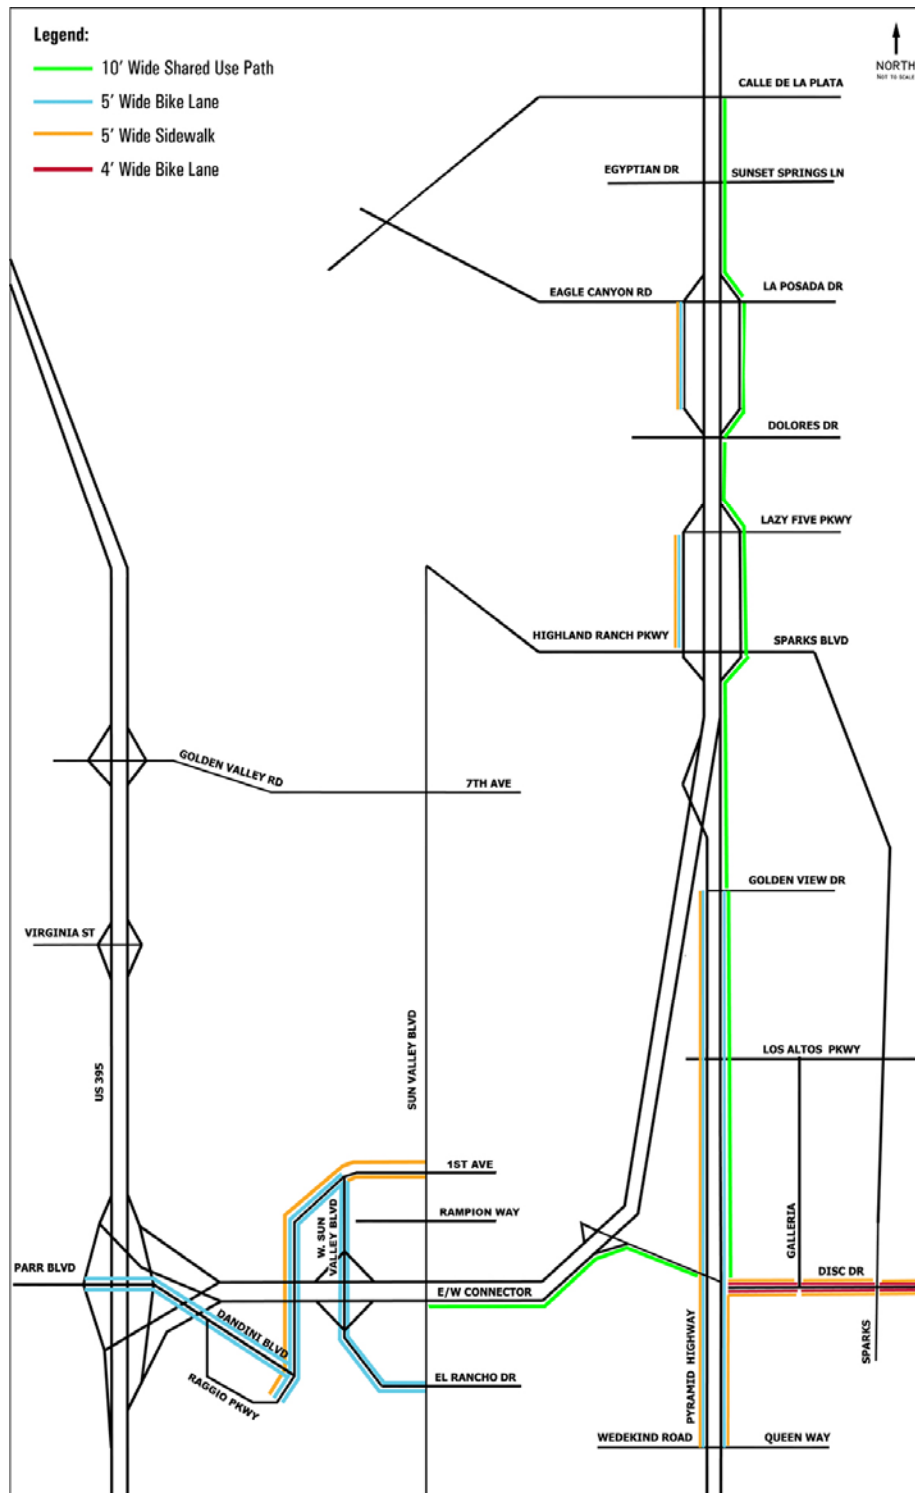 Legend:
10' Wide Shared Use Path
5' Wide Bike Lane
5' Wide Sidewalk
4' Wide Bike Lane
NORTH
NOT TO SCALE
CALLE DE LA PLATA
EGYPTIAN DR
SUNSET SPRINGS LN
EAGLE CANYON RD
LA POSADA DR
DOLORES DR
LAZY FIVE PKWY
HIGHLAND RANCH PKWY
SPARKS BLVD
GOLDEN VALLEY RD
7TH AVE
GOLDEN VIEW DR
VIRGINIA ST
US 395
SUN VALLEY BLVD
LOS ALTOS PKWY
1ST AVE
RAMPION WAY
W. SUN
VALLEY BLVD
GALLERIA
PARR BLVD
DISC DR
E/W CONNECTOR
DANDINI BLVD
RAGGIO PKWY
EL RANCHO DR
PYRAMID HIGHWAY
SPARKS
WEDEKIND ROAD
QUEEN WAY